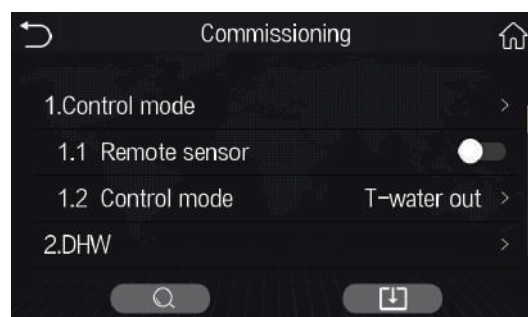 Commissioning
1.Control mode >
1.1 Remote sensor
1.2 Control mode T-water out >
2.DHW >